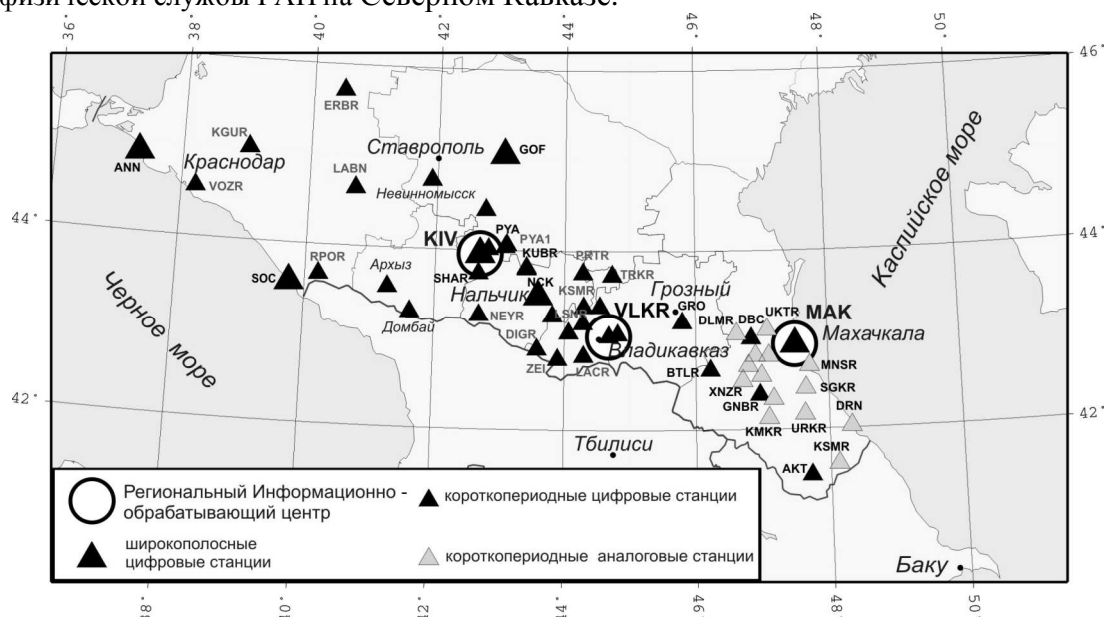 физической службы РАН на Северном Кавказе.
36° 38° 40° 42° 44° 46° 48° 50°
46°
ERBR
KGUR
Ставрополь
GOF
ANN
Краснодар
LABN
VOZR
Невинномысск
44°
44°
KIV
PYA
PYA1
KUBR
RPOR
Архыз
SHAR
PRTR
TRKR
SOC
NCK
Нальчик
KSMR
Грозный
Каспийское море
Черное море
Домбай
NEYR
LSNR
VLKR
GRO
DLMR
DBC
UKTR
MAK
Махачкала
DIGR
Владикавказ
ZEI
LACR
BTLR
MNSR
XNZR
SGKR
GNBR
DRN
42°
42°
KMKR
URKR
Тбилиси
KSMR
AKT
Региональный Информационно -
обрабатывающий центр
короткопериодные цифровые станции
широкополосные
цифровые станции
короткопериодные аналоговые станции
Баку
38° 40° 42° 44° 46° 48° 50°